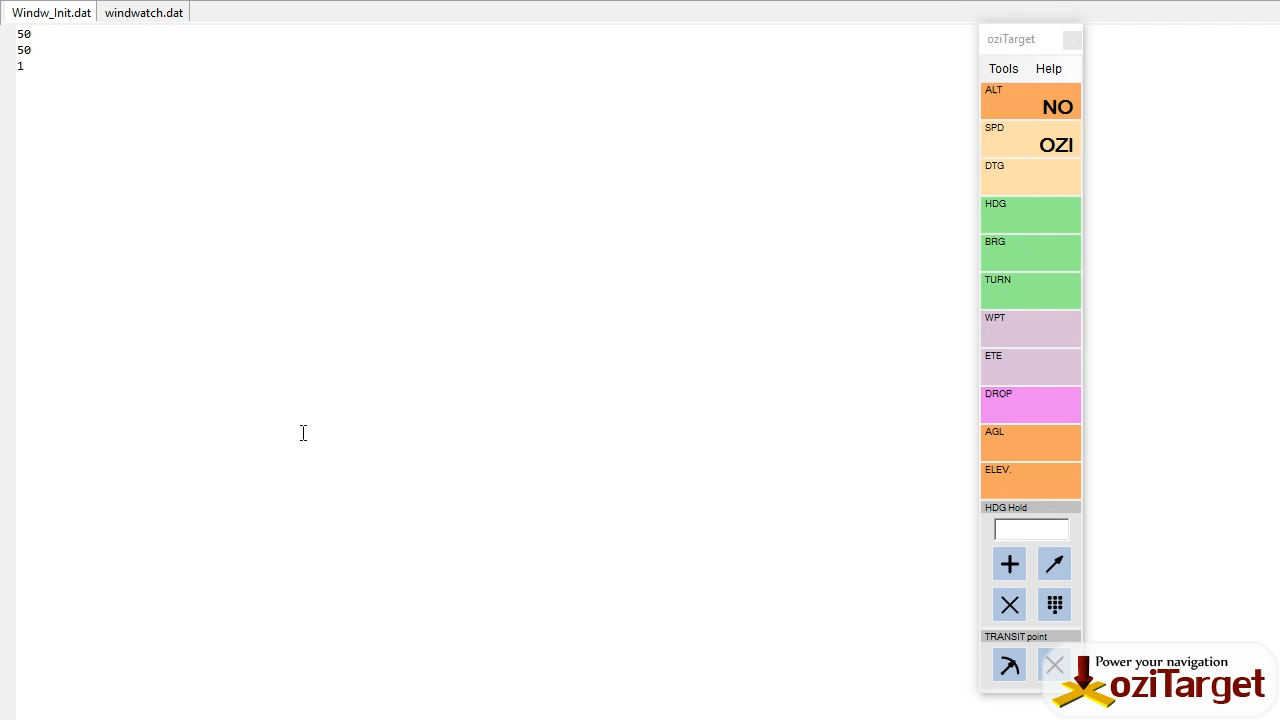 Windw_Init.dat windwatch.dat
50
50
1
oziTarget
Tools Help
ALT
NO
SPD
OZI
DTG
HDG
BRG
TURN
WPT
ETE
DROP
AGL
ELEV.
HDG Hold
TRANSIT point
Power your navigation
oziTarget